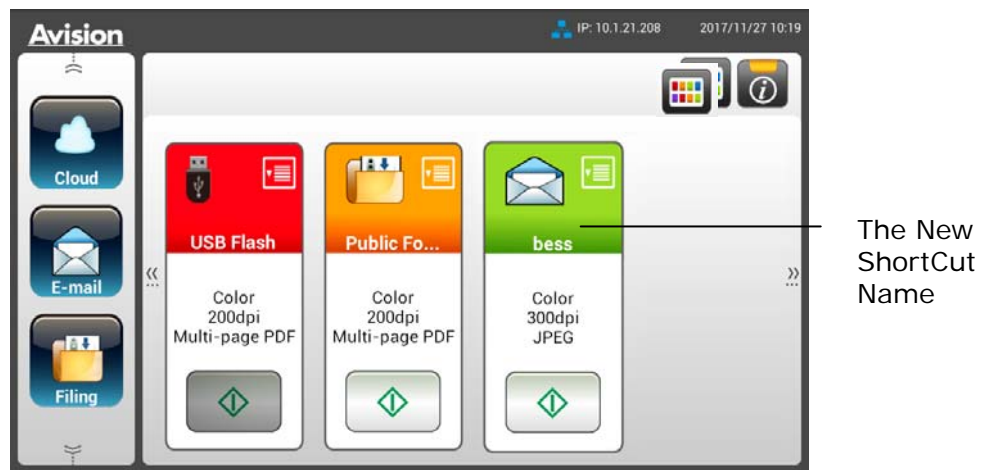 Avision
IP: 10.1.21.208 2017/11/27 10:19
Cloud
E-mail
Filing
USB Flash
Color
200dpi
Multi-page PDF
Public Fo...
Color
200dpi
Multi-page PDF
bess
Color
300dpi
JPEG
The New
ShortCut
Name